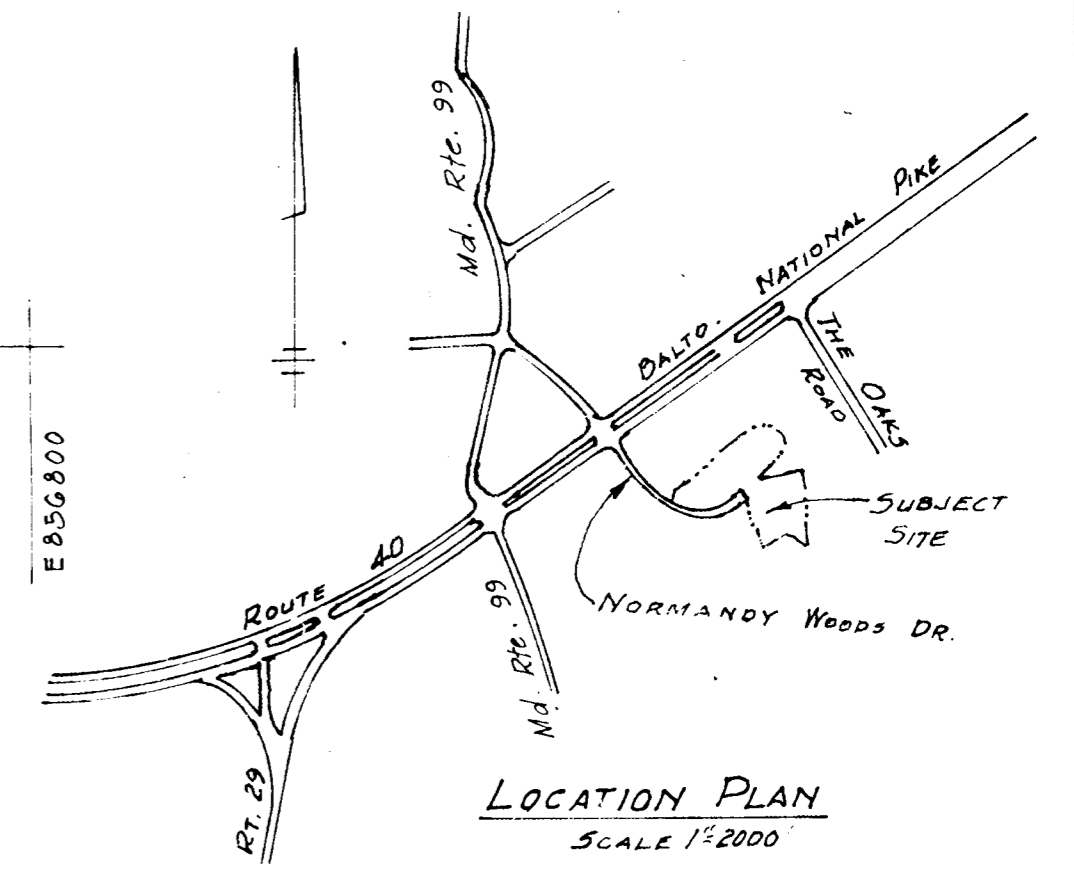 Md. Rte. 99
BALTO. NATIONAL PIKE
THE OAKS
ROAD
E 856800
SUBJECT
SITE
ROUTE 40
NORMANDY WOODS DR.
Md. Rte. 99
RT. 29
LOCATION PLAN
SCALE 1"=2000'